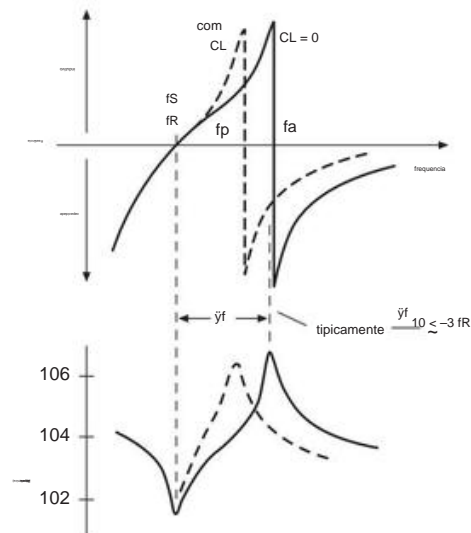 com
CL
CL = 0
fS
fR
fp
fa
frequencia
ÿf
tipicamente
ÿf
10 < –3 fR
~
106
104
102